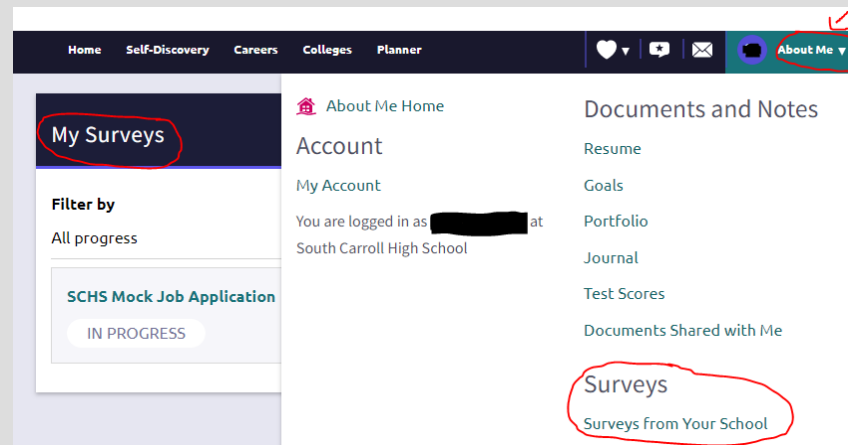 Home Self-Discovery Careers Colleges Planner
About Me
My Surveys
Filter by
All progress
SCHS Mock Job Application
IN PROGRESS
About Me Home
Account
My Account
You are logged in as at
South Carroll High School
Documents and Notes
Resume
Goals
Portfolio
Journal
Test Scores
Documents Shared with Me
Surveys
Surveys from Your School